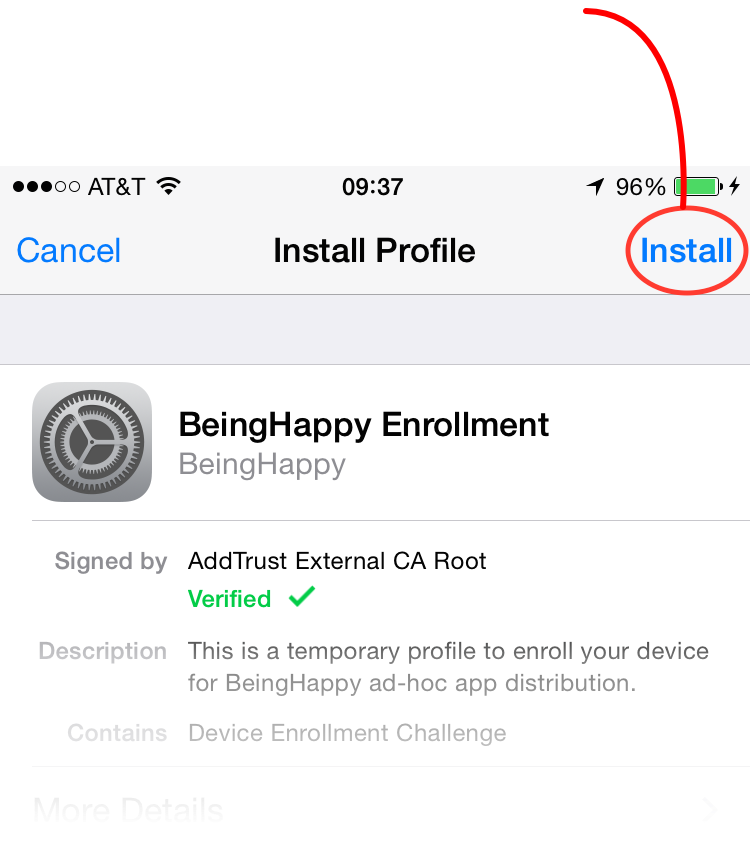 AT&T 09:37 96%
Cancel Install Profile Install
BeingHappy Enrollment
BeingHappy
Signed by AddTrust External CA Root
Verified
Description This is a temporary profile to enroll your device
for BeingHappy ad-hoc app distribution.
Contains Device Enrollment Challenge
More Details